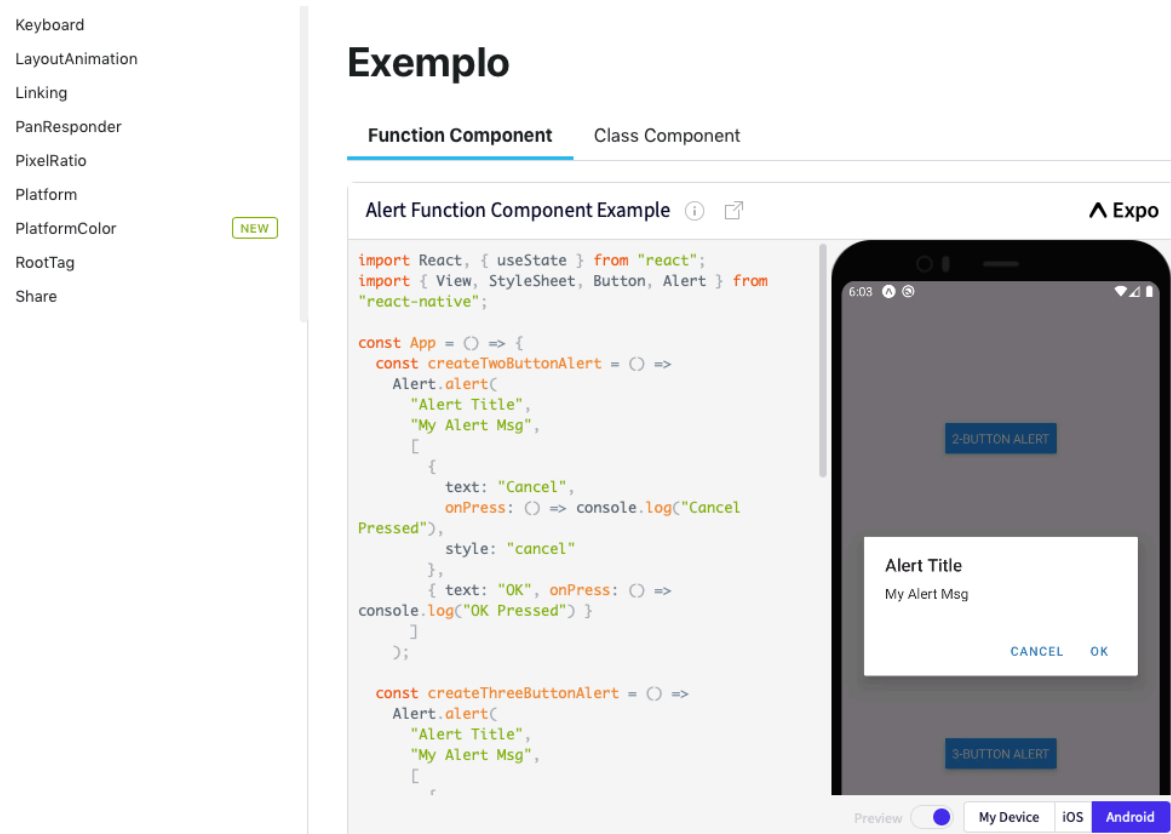 Keyboard
LayoutAnimation
Linking
PanResponder
PixelRatio
Platform
PlatformColor NEW
RootTag
Share
Exemplo
Function Component Class Component
Alert Function Component Example
Expo
import React, { useState } from "react";
import { View, StyleSheet, Button, Alert } from
"react-native";
const App = () => {
const createTwoButtonAlert = () =>
Alert.alert(
"Alert Title",
"My Alert Msg",
[
{
text: "Cancel",
onPress: () => console.log("Cancel
Pressed"),
style: "cancel"
},
{ text: "OK", onPress: () =>
console.log("OK Pressed") }
]
);
const createThreeButtonAlert = () =>
Alert.alert(
"Alert Title",
"My Alert Msg",
[
{
6:03
2-BUTTON ALERT
Alert Title
My Alert Msg
CANCEL OK
3-BUTTON ALERT
Preview My Device iOS Android